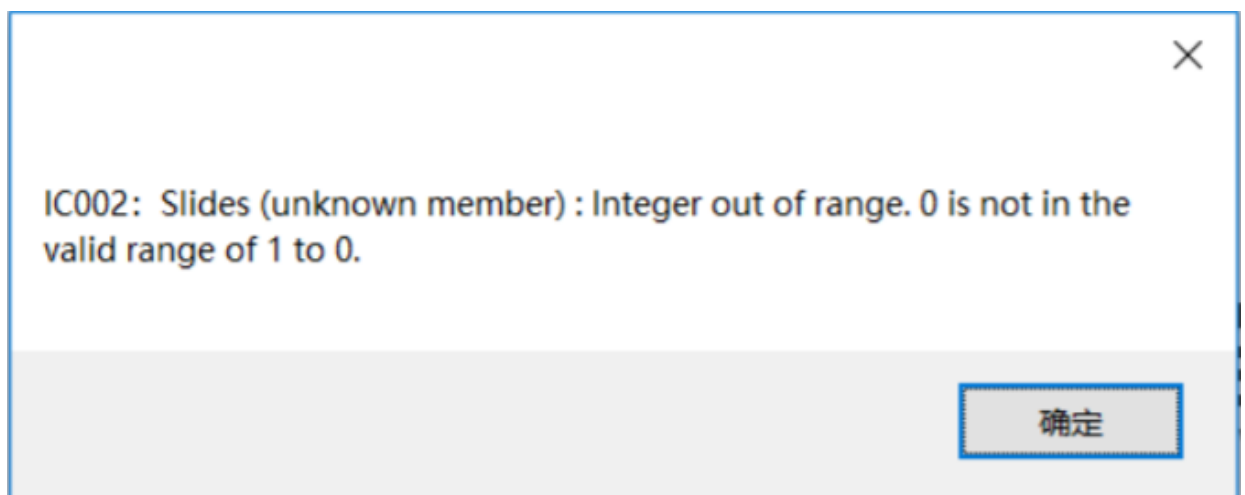 IC002：Slides (unknown member) : Integer out of range. 0 is not in the
valid range of 1 to 0.
确定